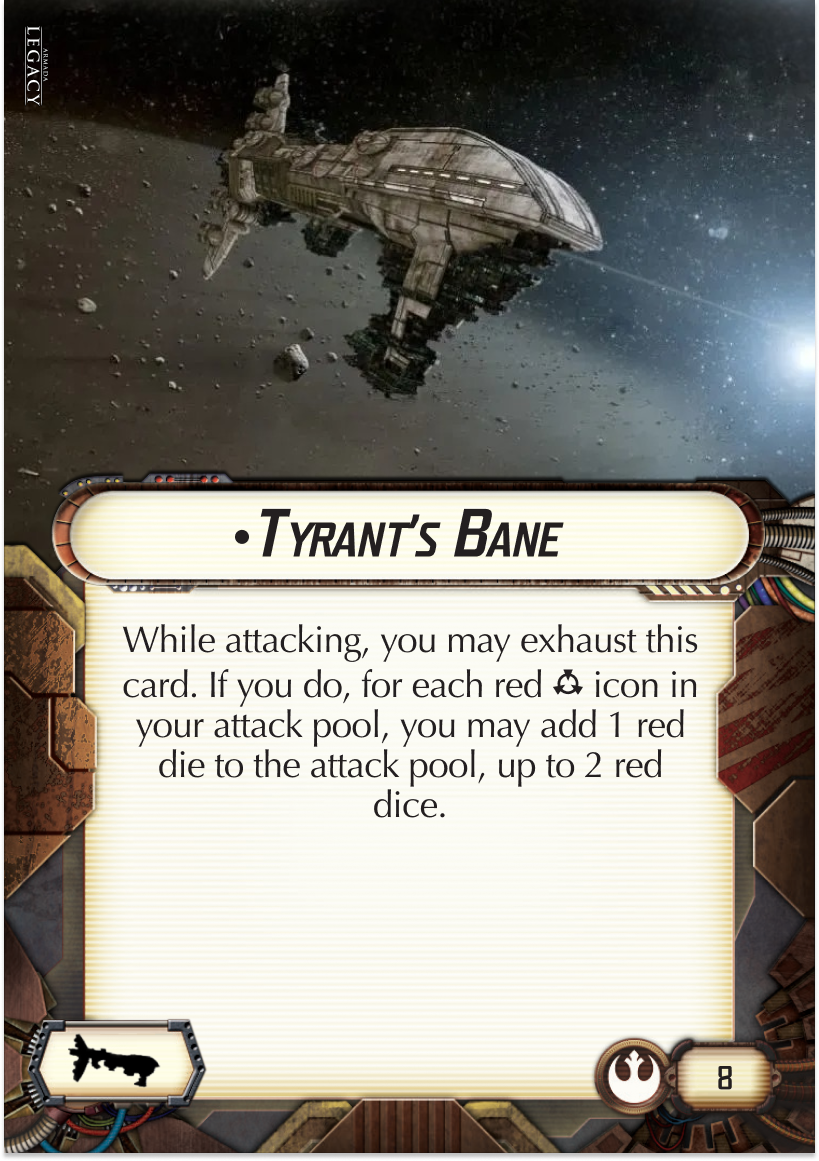 ARMADA
LEGACY
•TYRANT'S BANE
While attacking, you may exhaust this
card. If you do, for each red icon in
your attack pool, you may add 1 red
die to the attack pool, up to 2 red
dice.
8